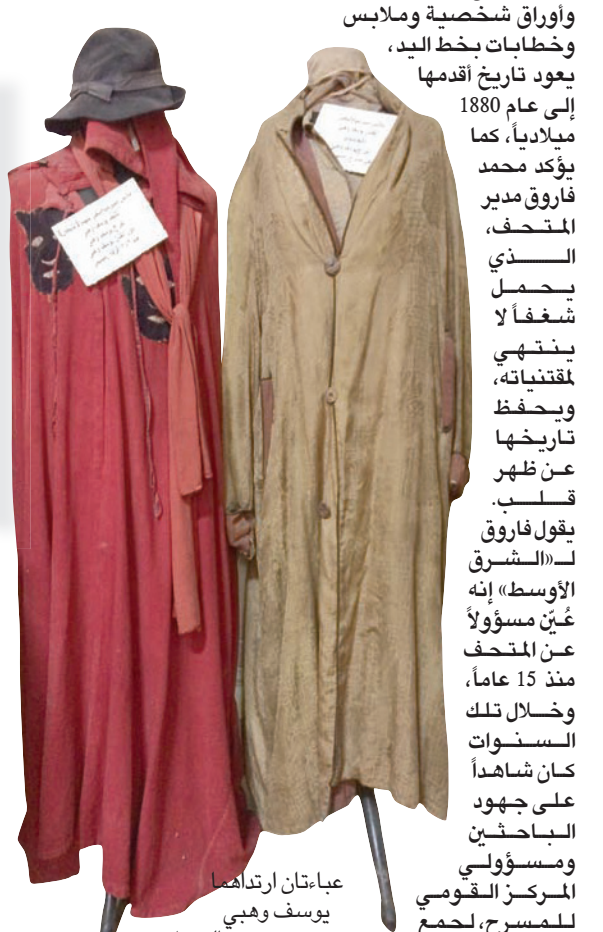 وأوراق شخصية وملابس
وخطابات بخط اليد،
يعود تاريخ أقدمها
إلى عام 1880
ميلادياً، كما
يؤكد محمد
فاروق مدير
المتحف،
الذي
يحمل
شغفاً لا
ينتهي
لمقتنياته،
ويحفظ
تاريخها
عن ظهر
قلب.
يقول فاروق
لـ«الشرق
الأوسط» إنه
عُيّن مسؤولاً
عن المتحف
منذ 15 عاماً،
وخلال تلك
السنوات
كان شاهداً
على جهود
الباحثين
ومسؤولي
المركز القومي
للمسرح، لجمع
عباءتان ارتداهما
يوسف وهبي